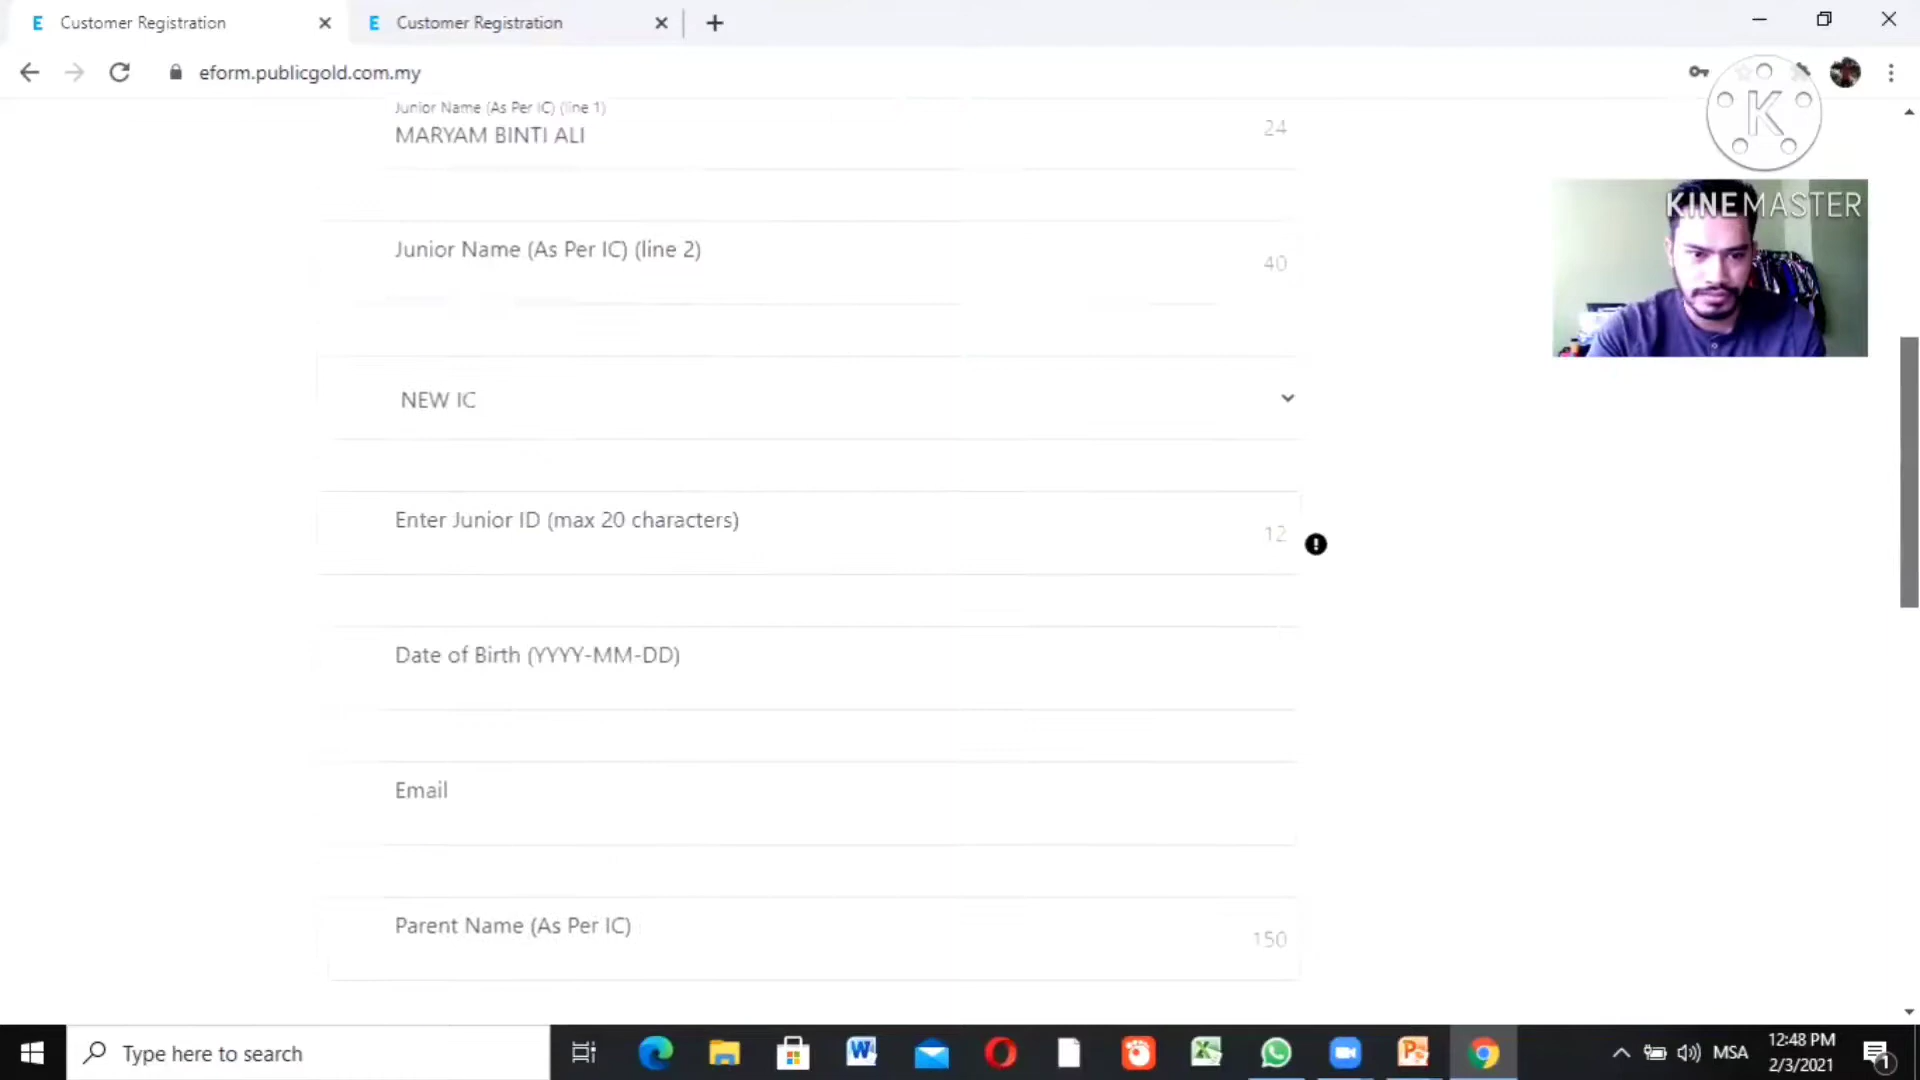 E Customer Registration
E Customer Registration
eform.publicgold.com.my
Junior Name (As Per IC) (line 1)
MARYAM BINTI ALI
24
K
KINEMASTER
Junior Name (As Per IC) (line 2)
40
NEW IC
Enter Junior ID (max 20 characters)
12
Date of Birth (YYYY-MM-DD)
Email
Parent Name (As Per IC)
150
Type here to search
MSA
12:48 PM
2/3/2021
1